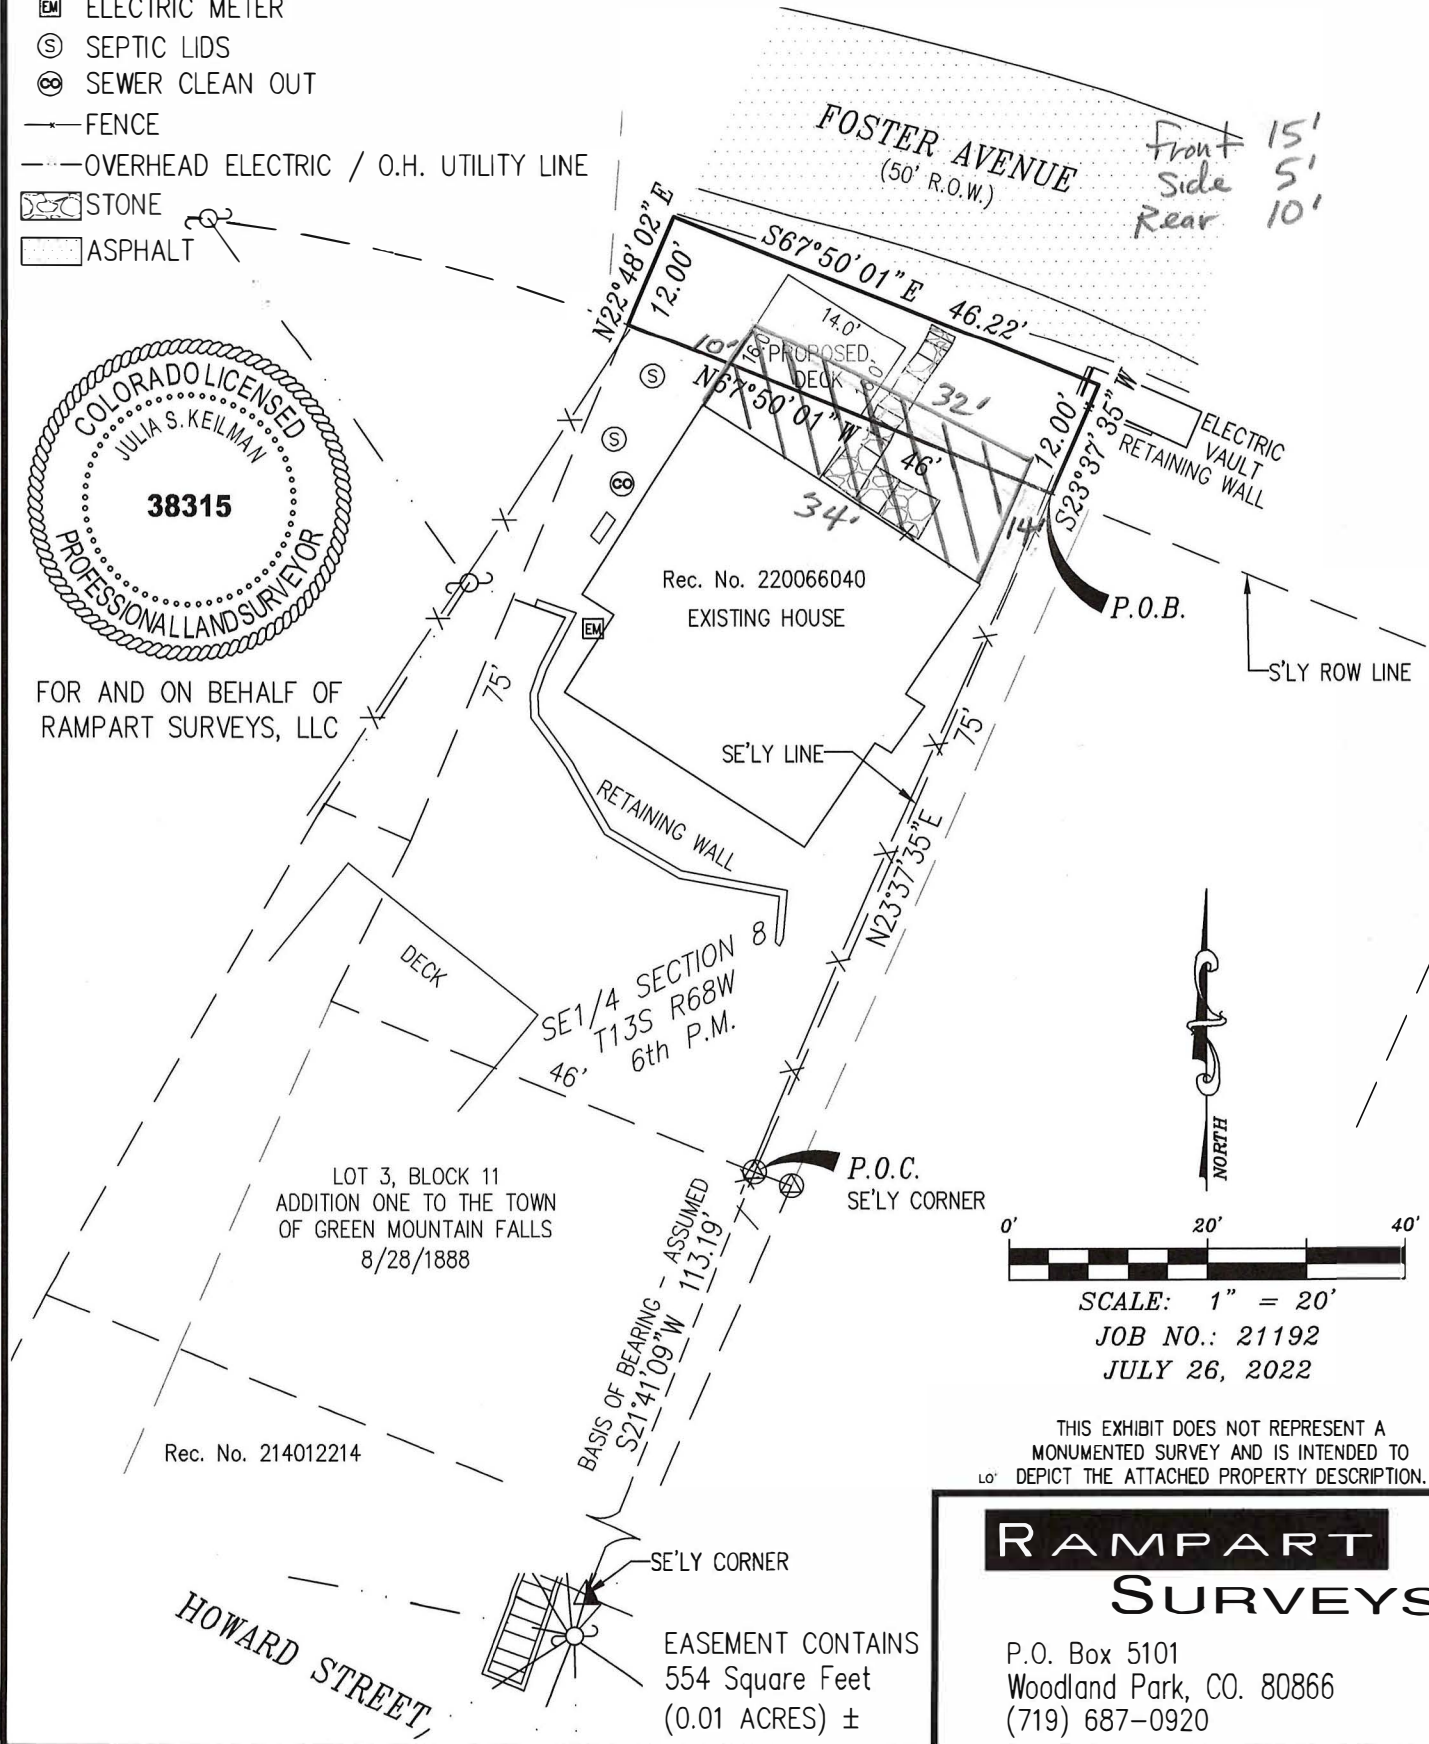 EM ELECTRIC METER
S SEPTIC LIDS
CO SEWER CLEAN OUT
FENCE
OVERHEAD ELECTRIC / O.H. UTILITY LINE
STONE
ASPHALT
FOSTER AVENUE
(50' R.O.W.)
Front 15'
Side 5'
Rear 10'
N22°48'02"E
12.00'
S67°50'01"E 46.22'
14.0'
16.0'
10'
PROPOSED
DECK
N67°50'01"W
46'
32'
34'
14'
12.00'
S23°37'35"W
ELECTRIC
VAULT
RETAINING WALL
S
S
CO
EM
COLORADO LICENSED
JULIA S. KEILMAN
38315
PROFESSIONAL LAND SURVEYOR
FOR AND ON BEHALF OF
RAMPART SURVEYS, LLC
Rec. No. 220066040
EXISTING HOUSE
P.O.B.
S'LY ROW LINE
75'
75'
SE'LY LINE
RETAINING WALL
N23°37'35"E
DECK
SE1/4 SECTION 8
T13S R68W
6th P.M.
46'
P.O.C.
SE'LY CORNER
NORTH
LOT 3, BLOCK 11
ADDITION ONE TO THE TOWN
OF GREEN MOUNTAIN FALLS
8/28/1888
BASIS OF BEARING - ASSUMED
S21°41'09"W 113.19'
0' 20' 40'
SCALE: 1" = 20'
JOB NO.: 21192
JULY 26, 2022
Rec. No. 214012214
THIS EXHIBIT DOES NOT REPRESENT A
MONUMENTED SURVEY AND IS INTENDED TO
LO' DEPICT THE ATTACHED PROPERTY DESCRIPTION.
SE'LY CORNER
HOWARD STREET
EASEMENT CONTAINS
554 Square Feet
(0.01 ACRES) ±
RAMPART
SURVEYS
P.O. Box 5101
Woodland Park, CO. 80866
(719) 687-0920